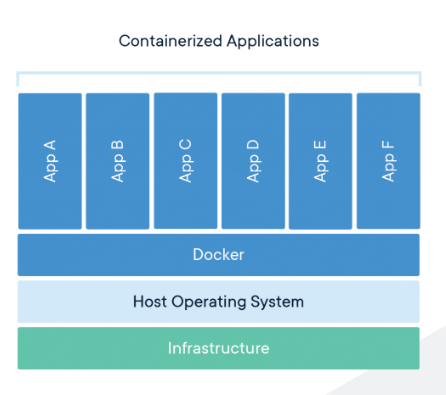 Containerized Applications
App A
App B
App C
App D
App E
App F
Docker
Host Operating System
Infrastructure